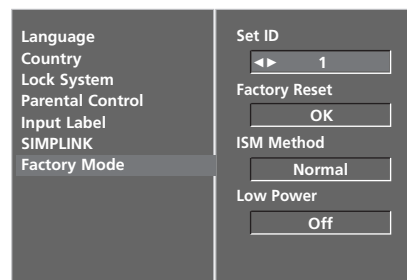 Language
Country
Lock System
Parental Control
Input Label
SIMPLINK
Factory Mode
Set ID
◄► 1
Factory Reset
OK
ISM Method
Normal
Low Power
Off